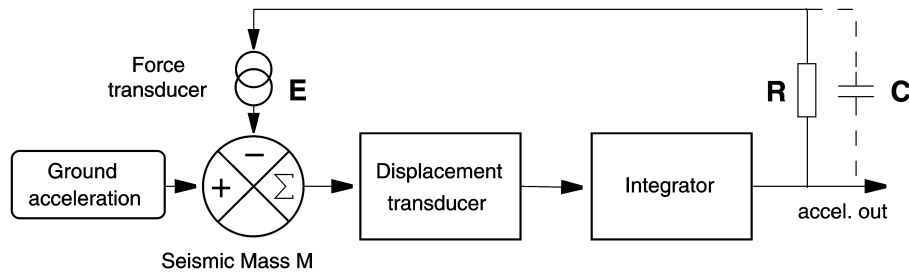 Force
transducer
E
R
C
Ground
acceleration
−
+
Σ
Displacement
transducer
Integrator
accel. out
Seismic Mass M